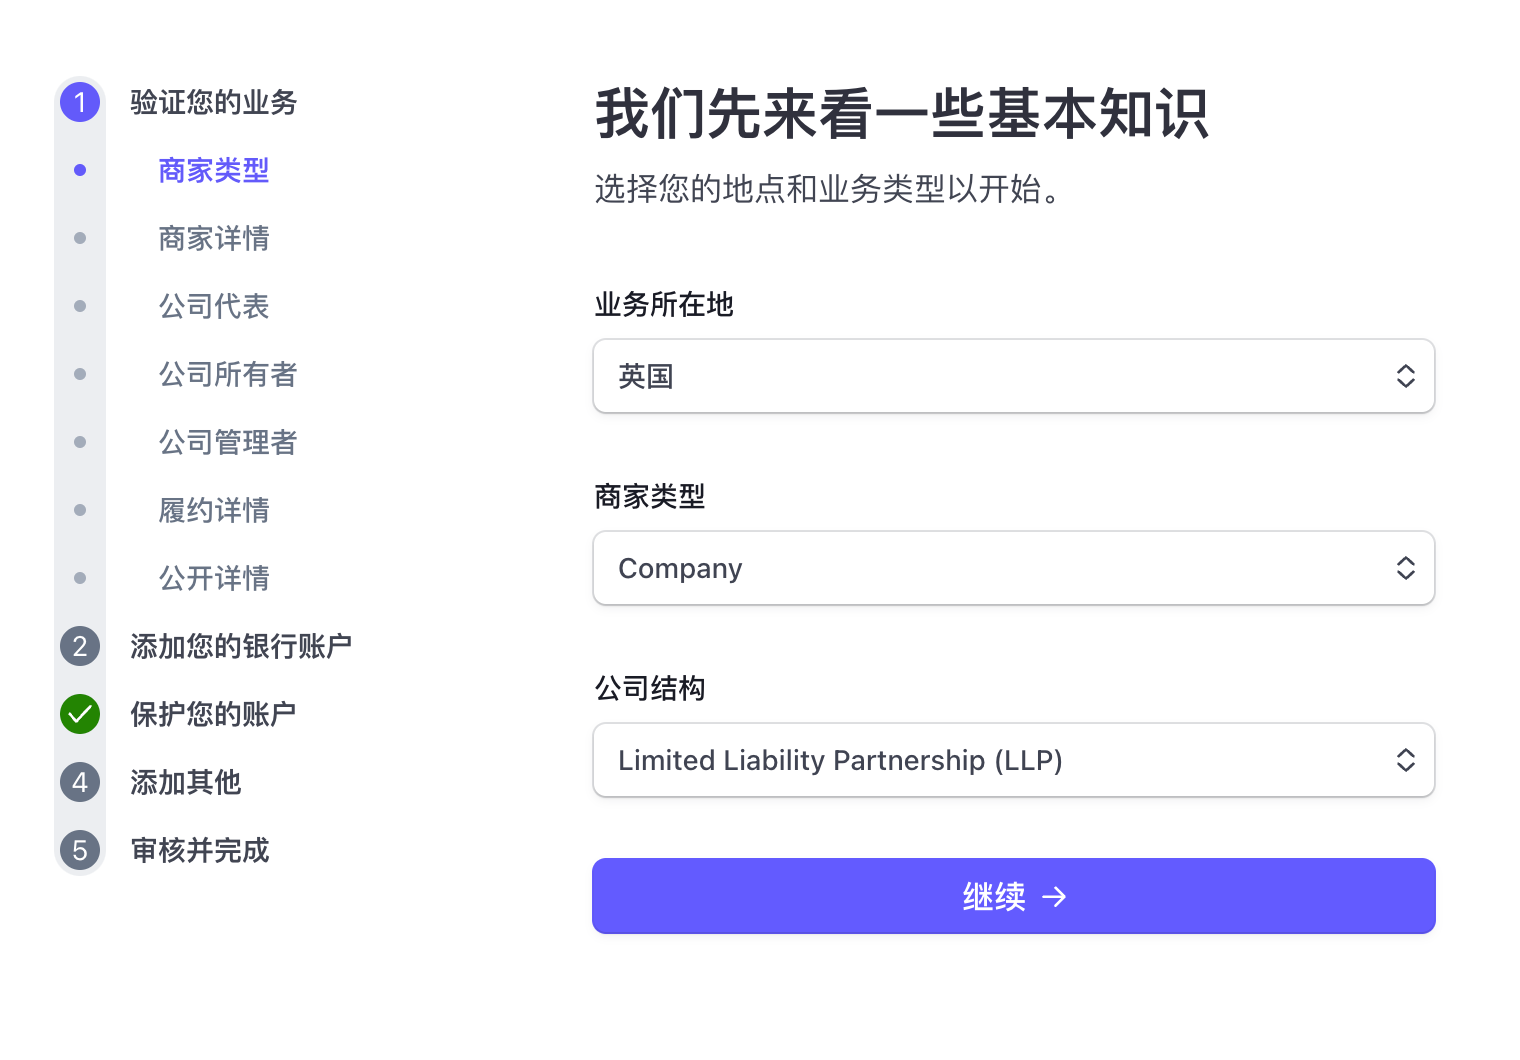 1 验证您的业务
商家类型
商家详情
公司代表
公司所有者
公司管理者
履约详情
公开详情
2 添加您的银行账户
保护您的账户
4 添加其他
5 审核并完成
我们先来看一些基本知识
选择您的地点和业务类型以开始。
业务所在地
英国
商家类型
Company
公司结构
Limited Liability Partnership (LLP)
继续 →